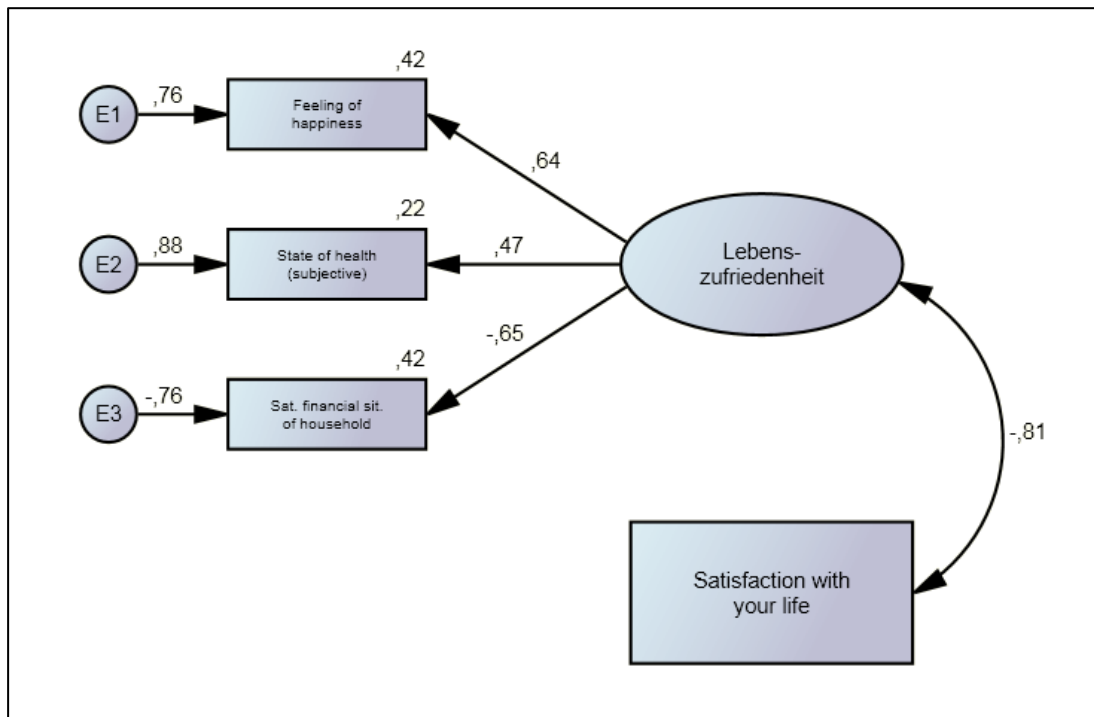 ,42
,76
E1
Feeling of
happiness
,64
,22
,88
E2
State of health
(subjective)
,47
Lebens-
zufriedenheit
-,65
,42
-,76
E3
Sat. financial sit.
of household
-,81
Satisfaction with
your life